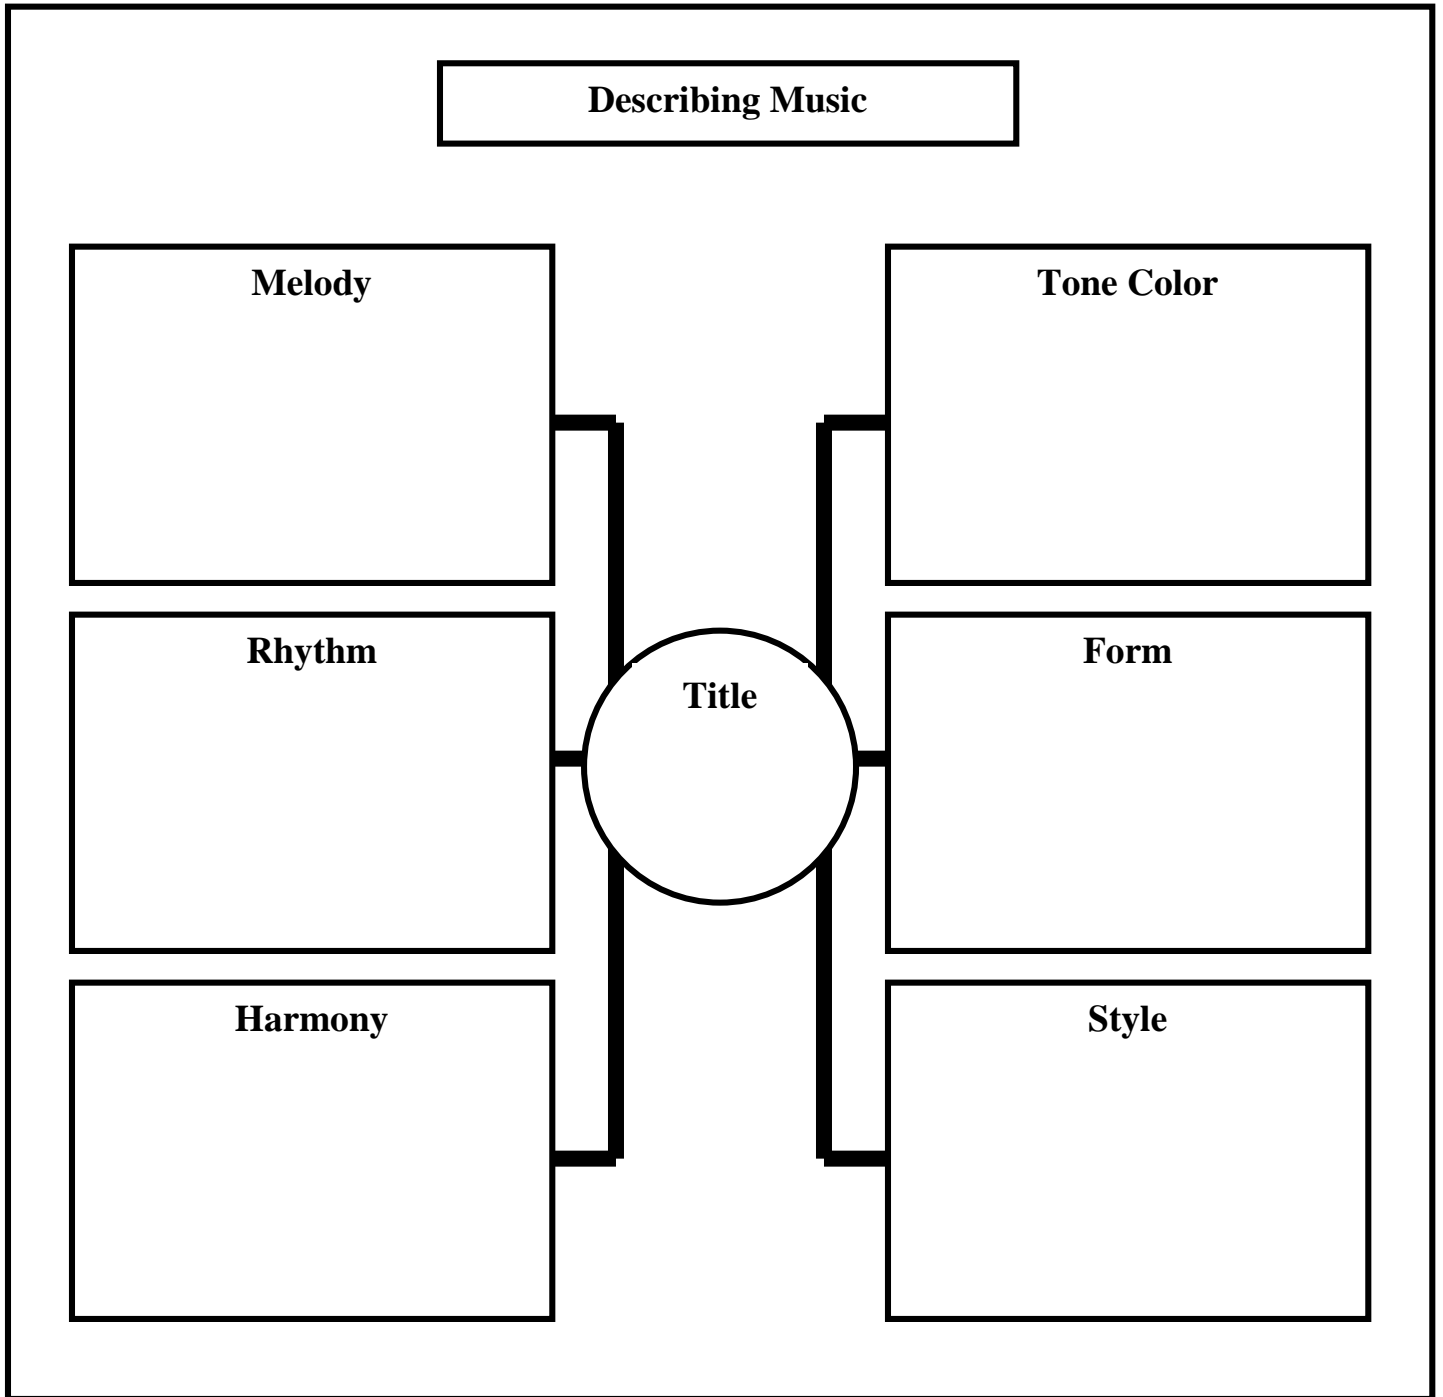 Describing Music
Melody
Tone Color
Rhythm
Title
Form
Harmony
Style